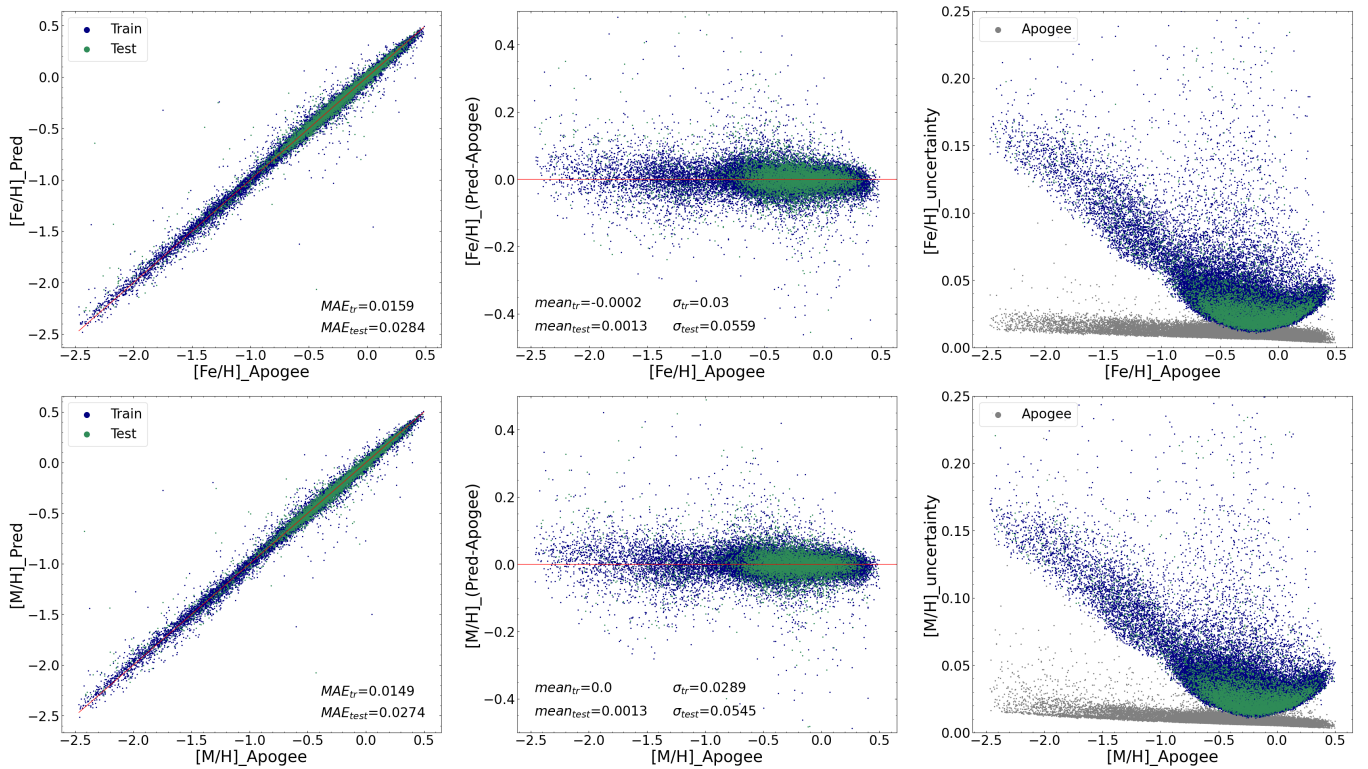 0.5
0.0
−0.5
−1.0
−1.5
−2.0
−2.5
[Fe/H]_Pred
Train
Test
MAE_tr=0.0159
MAE_test=0.0284
−2.5 −2.0 −1.5 −1.0 −0.5 0.0 0.5
[Fe/H]_Apogee
0.4
0.2
0.0
−0.2
−0.4
[Fe/H]_(Pred-Apogee)
mean_tr=-0.0002 σ_tr=0.03
mean_test=0.0013 σ_test=0.0559
−2.5 −2.0 −1.5 −1.0 −0.5 0.0 0.5
[Fe/H]_Apogee
0.25
0.20
0.15
0.10
0.05
0.00
[Fe/H]_uncertainty
Apogee
−2.5 −2.0 −1.5 −1.0 −0.5 0.0 0.5
[Fe/H]_Apogee
0.5
0.0
−0.5
−1.0
−1.5
−2.0
−2.5
[M/H]_Pred
Train
Test
MAE_tr=0.0149
MAE_test=0.0274
−2.5 −2.0 −1.5 −1.0 −0.5 0.0 0.5
[M/H]_Apogee
0.4
0.2
0.0
−0.2
−0.4
[M/H]_(Pred-Apogee)
mean_tr=0.0 σ_tr=0.0289
mean_test=0.0013 σ_test=0.0545
−2.5 −2.0 −1.5 −1.0 −0.5 0.0 0.5
[M/H]_Apogee
0.25
0.20
0.15
0.10
0.05
0.00
[M/H]_uncertainty
Apogee
−2.5 −2.0 −1.5 −1.0 −0.5 0.0 0.5
[M/H]_Apogee